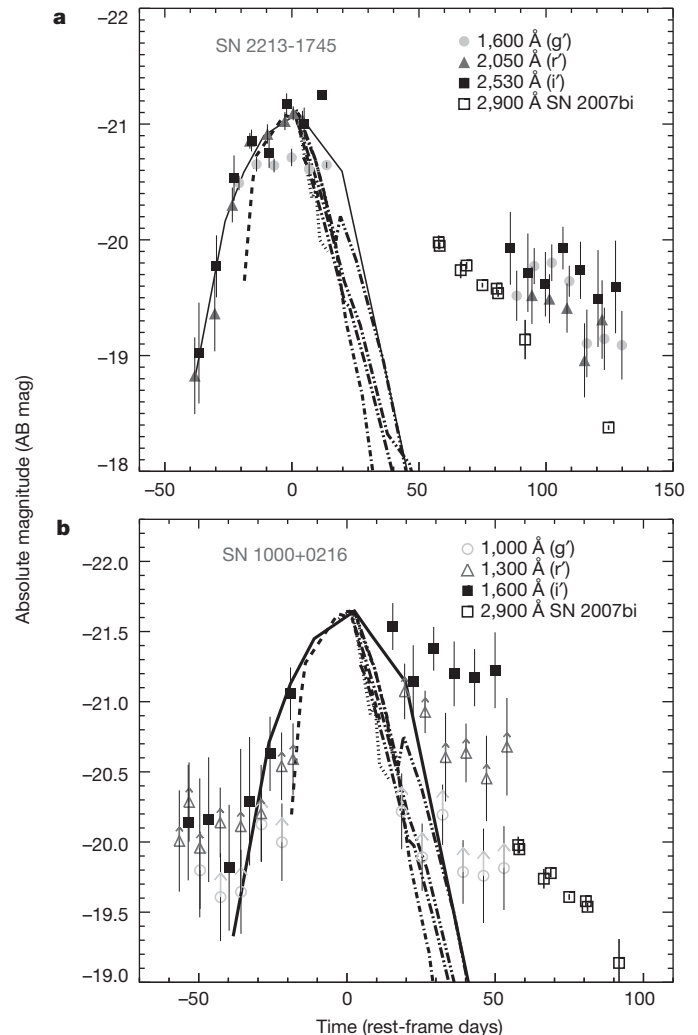 a
SN 2213-1745
1,600 Å (g′)
2,050 Å (r′)
2,530 Å (i′)
2,900 Å SN 2007bi
−22
−21
−20
−19
−18
−50
0
50
100
150
Absolute magnitude (AB mag)
b
SN 1000+0216
1,000 Å (g′)
1,300 Å (r′)
1,600 Å (i′)
2,900 Å SN 2007bi
−22.0
−21.5
−21.0
−20.5
−20.0
−19.5
−19.0
−50
0
50
100
Time (rest-frame days)